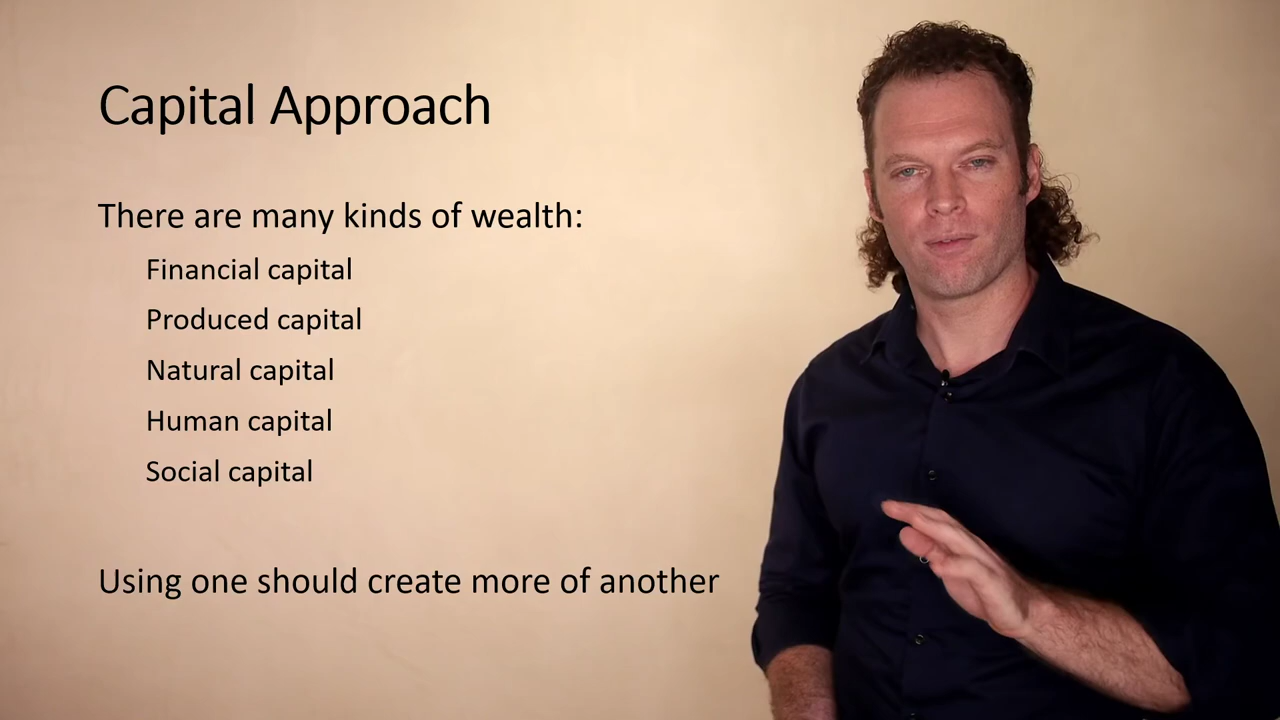 Capital Approach
There are many kinds of wealth:
Financial capital
Produced capital
Natural capital
Human capital
Social capital
Using one should create more of another